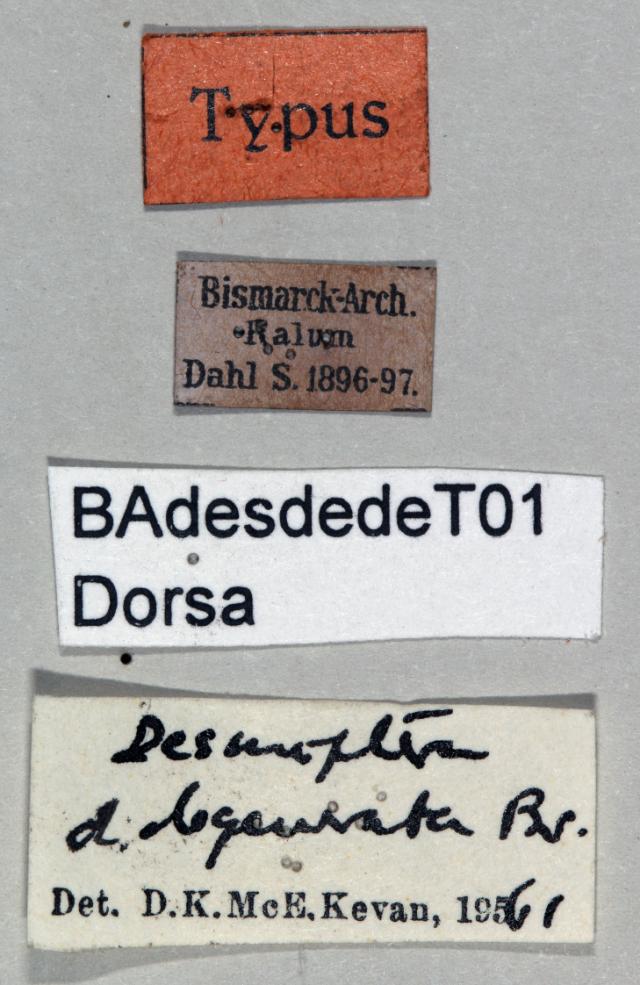 Typus
Bismarck-Arch.
Ralum
Dahl S. 1896-97.
BAdesdedeT01
Dorsa
Desmoptera
d. degenerata Br.
Det. D.K.McE.Kevan, 1961